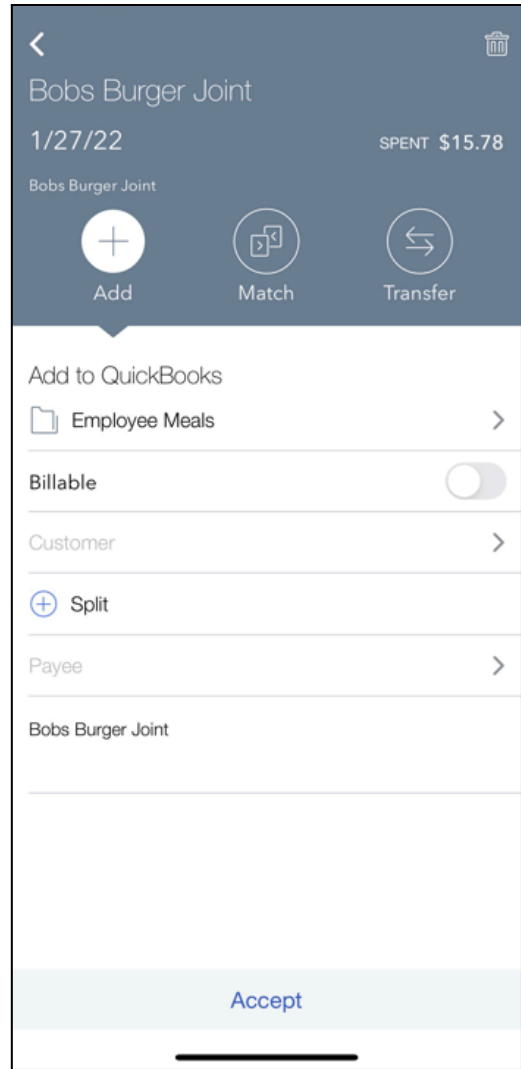 Bobs Burger Joint
1/27/22 SPENT $15.78
Bobs Burger Joint
Add Match Transfer
Add to QuickBooks
Employee Meals
Billable
Customer
Split
Payee
Bobs Burger Joint
Accept